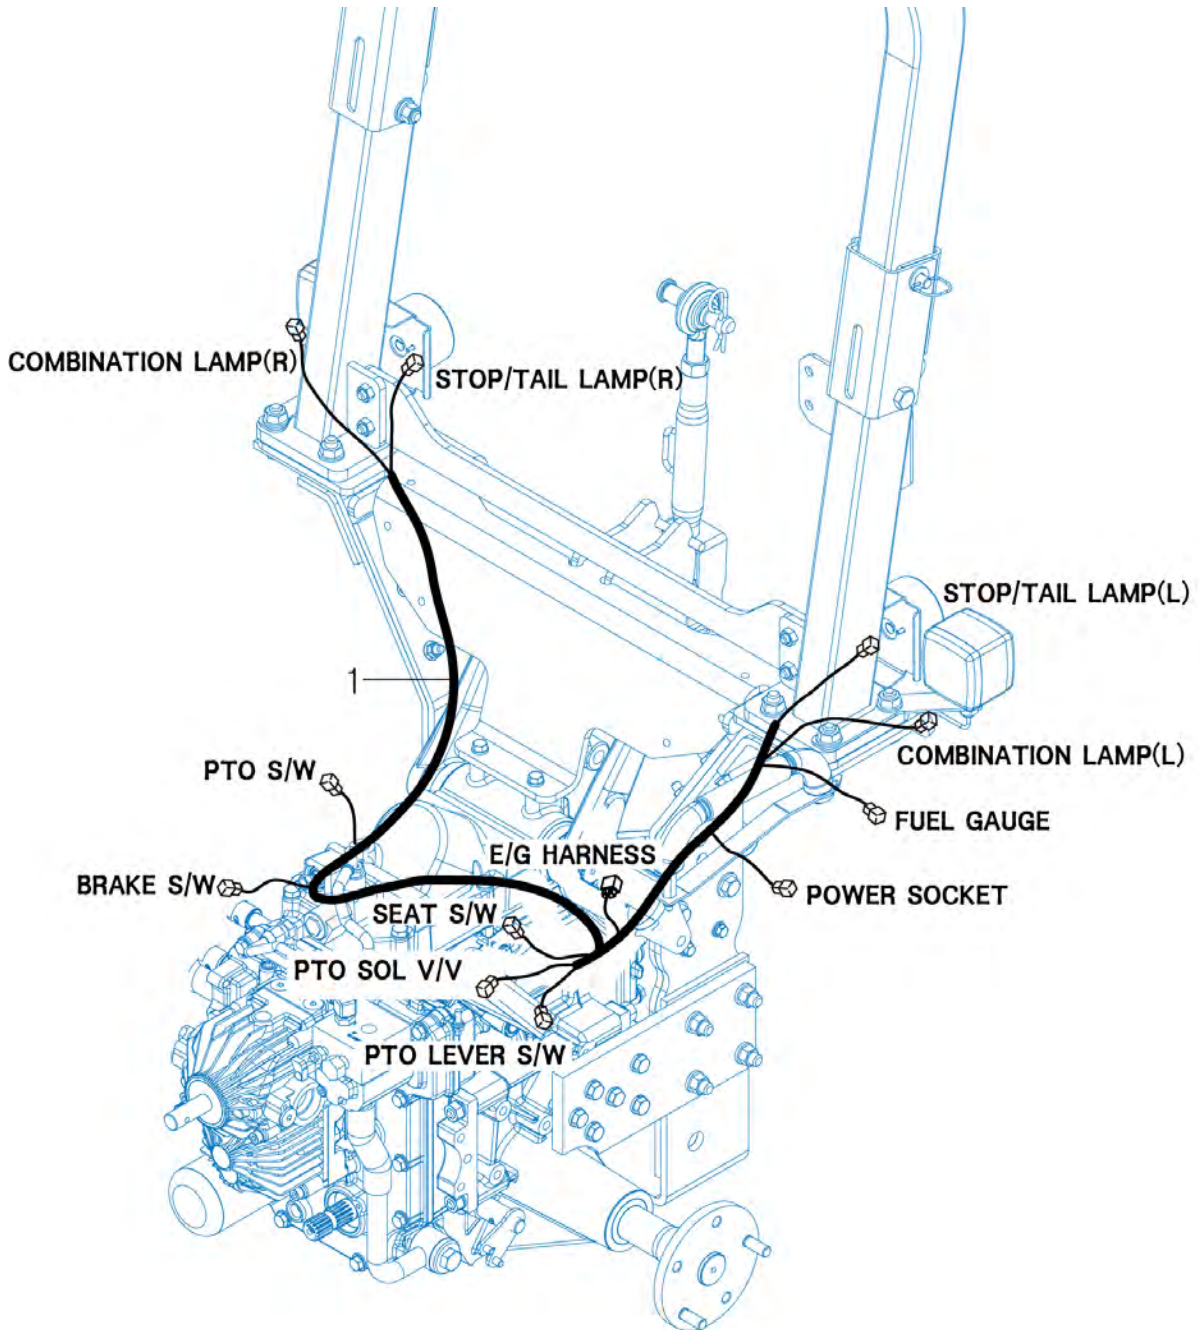 COMBINATION LAMP(R)
STOP/TAIL LAMP(R)
STOP/TAIL LAMP(L)
1
COMBINATION LAMP(L)
PTO S/W
FUEL GAUGE
E/G HARNESS
BRAKE S/W
POWER SOCKET
SEAT S/W
PTO SOL V/V
PTO LEVER S/W